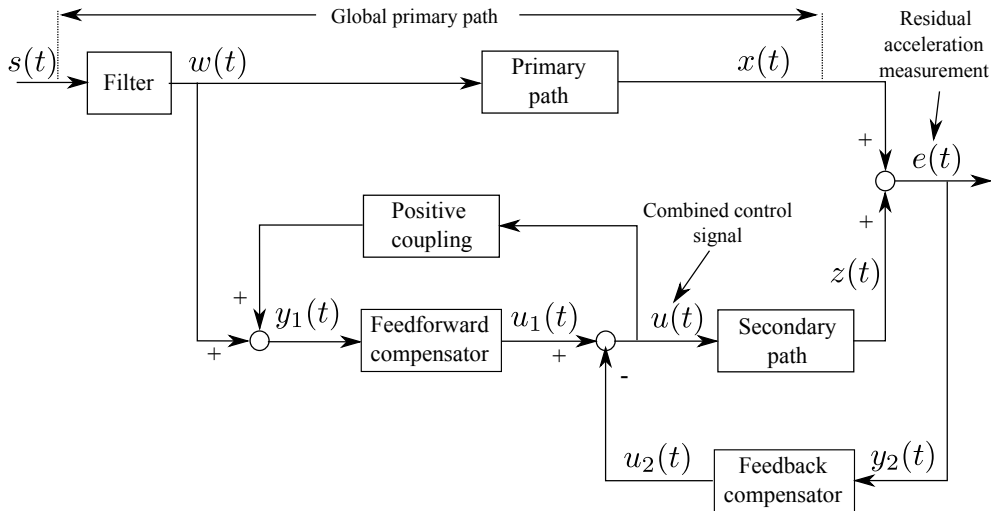 Global primary path
Residual
acceleration
measurement
s(t)
Filter
w(t)
Primary
path
x(t)
+
e(t)
Positive
coupling
Combined control
signal
+
z(t)
+
y₁(t)
Feedforward
compensator
u₁(t)
u(t)
Secondary
path
+
+
-
u₂(t)
Feedback
compensator
y₂(t)